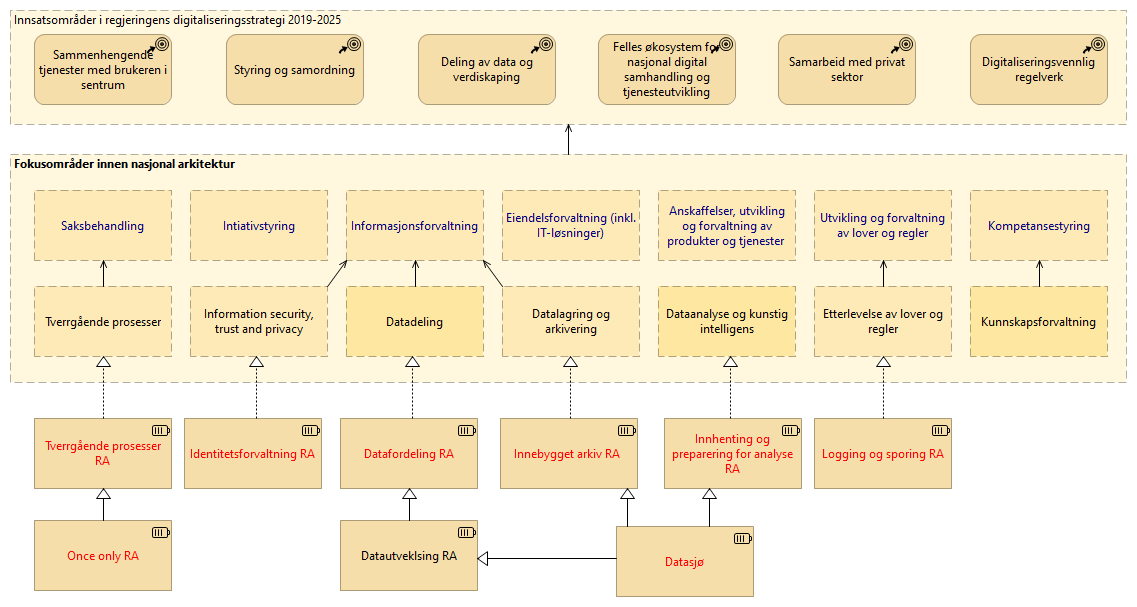 Innsatsområder i regjeringens digitaliseringsstrategi 2019-2025
Sammenhengende
tjenester med brukeren i
sentrum
Styring og samordning
Deling av data og
verdiskaping
Felles økosystem for
nasjonal digital
samhandling og
tjenesteutvikling
Samarbeid med privat
sektor
Digitaliseringsvennlig
regelverk
Fokusområder innen nasjonal arkitektur
Saksbehandling
Intiativstyring
Informasjonsforvaltning
Eiendelsforvaltning (inkl.
IT-løsninger)
Anskaffelser, utvikling
og forvaltning av
produkter og tjenester
Utvikling og forvaltning
av lover og regler
Kompetansestyring
Tverrgående prosesser
Information security,
trust and privacy
Datadeling
Datalagring og
arkivering
Dataanalyse og kunstig
intelligens
Etterlevelse av lover og
regler
Kunnskapsforvaltning
Tverrgående prosesser
RA
Identitetsforvaltning RA
Datafordeling RA
Innebygget arkiv RA
Innhenting og
preparering for analyse
RA
Logging og sporing RA
Once only RA
Datautveklsing RA
Datasjø